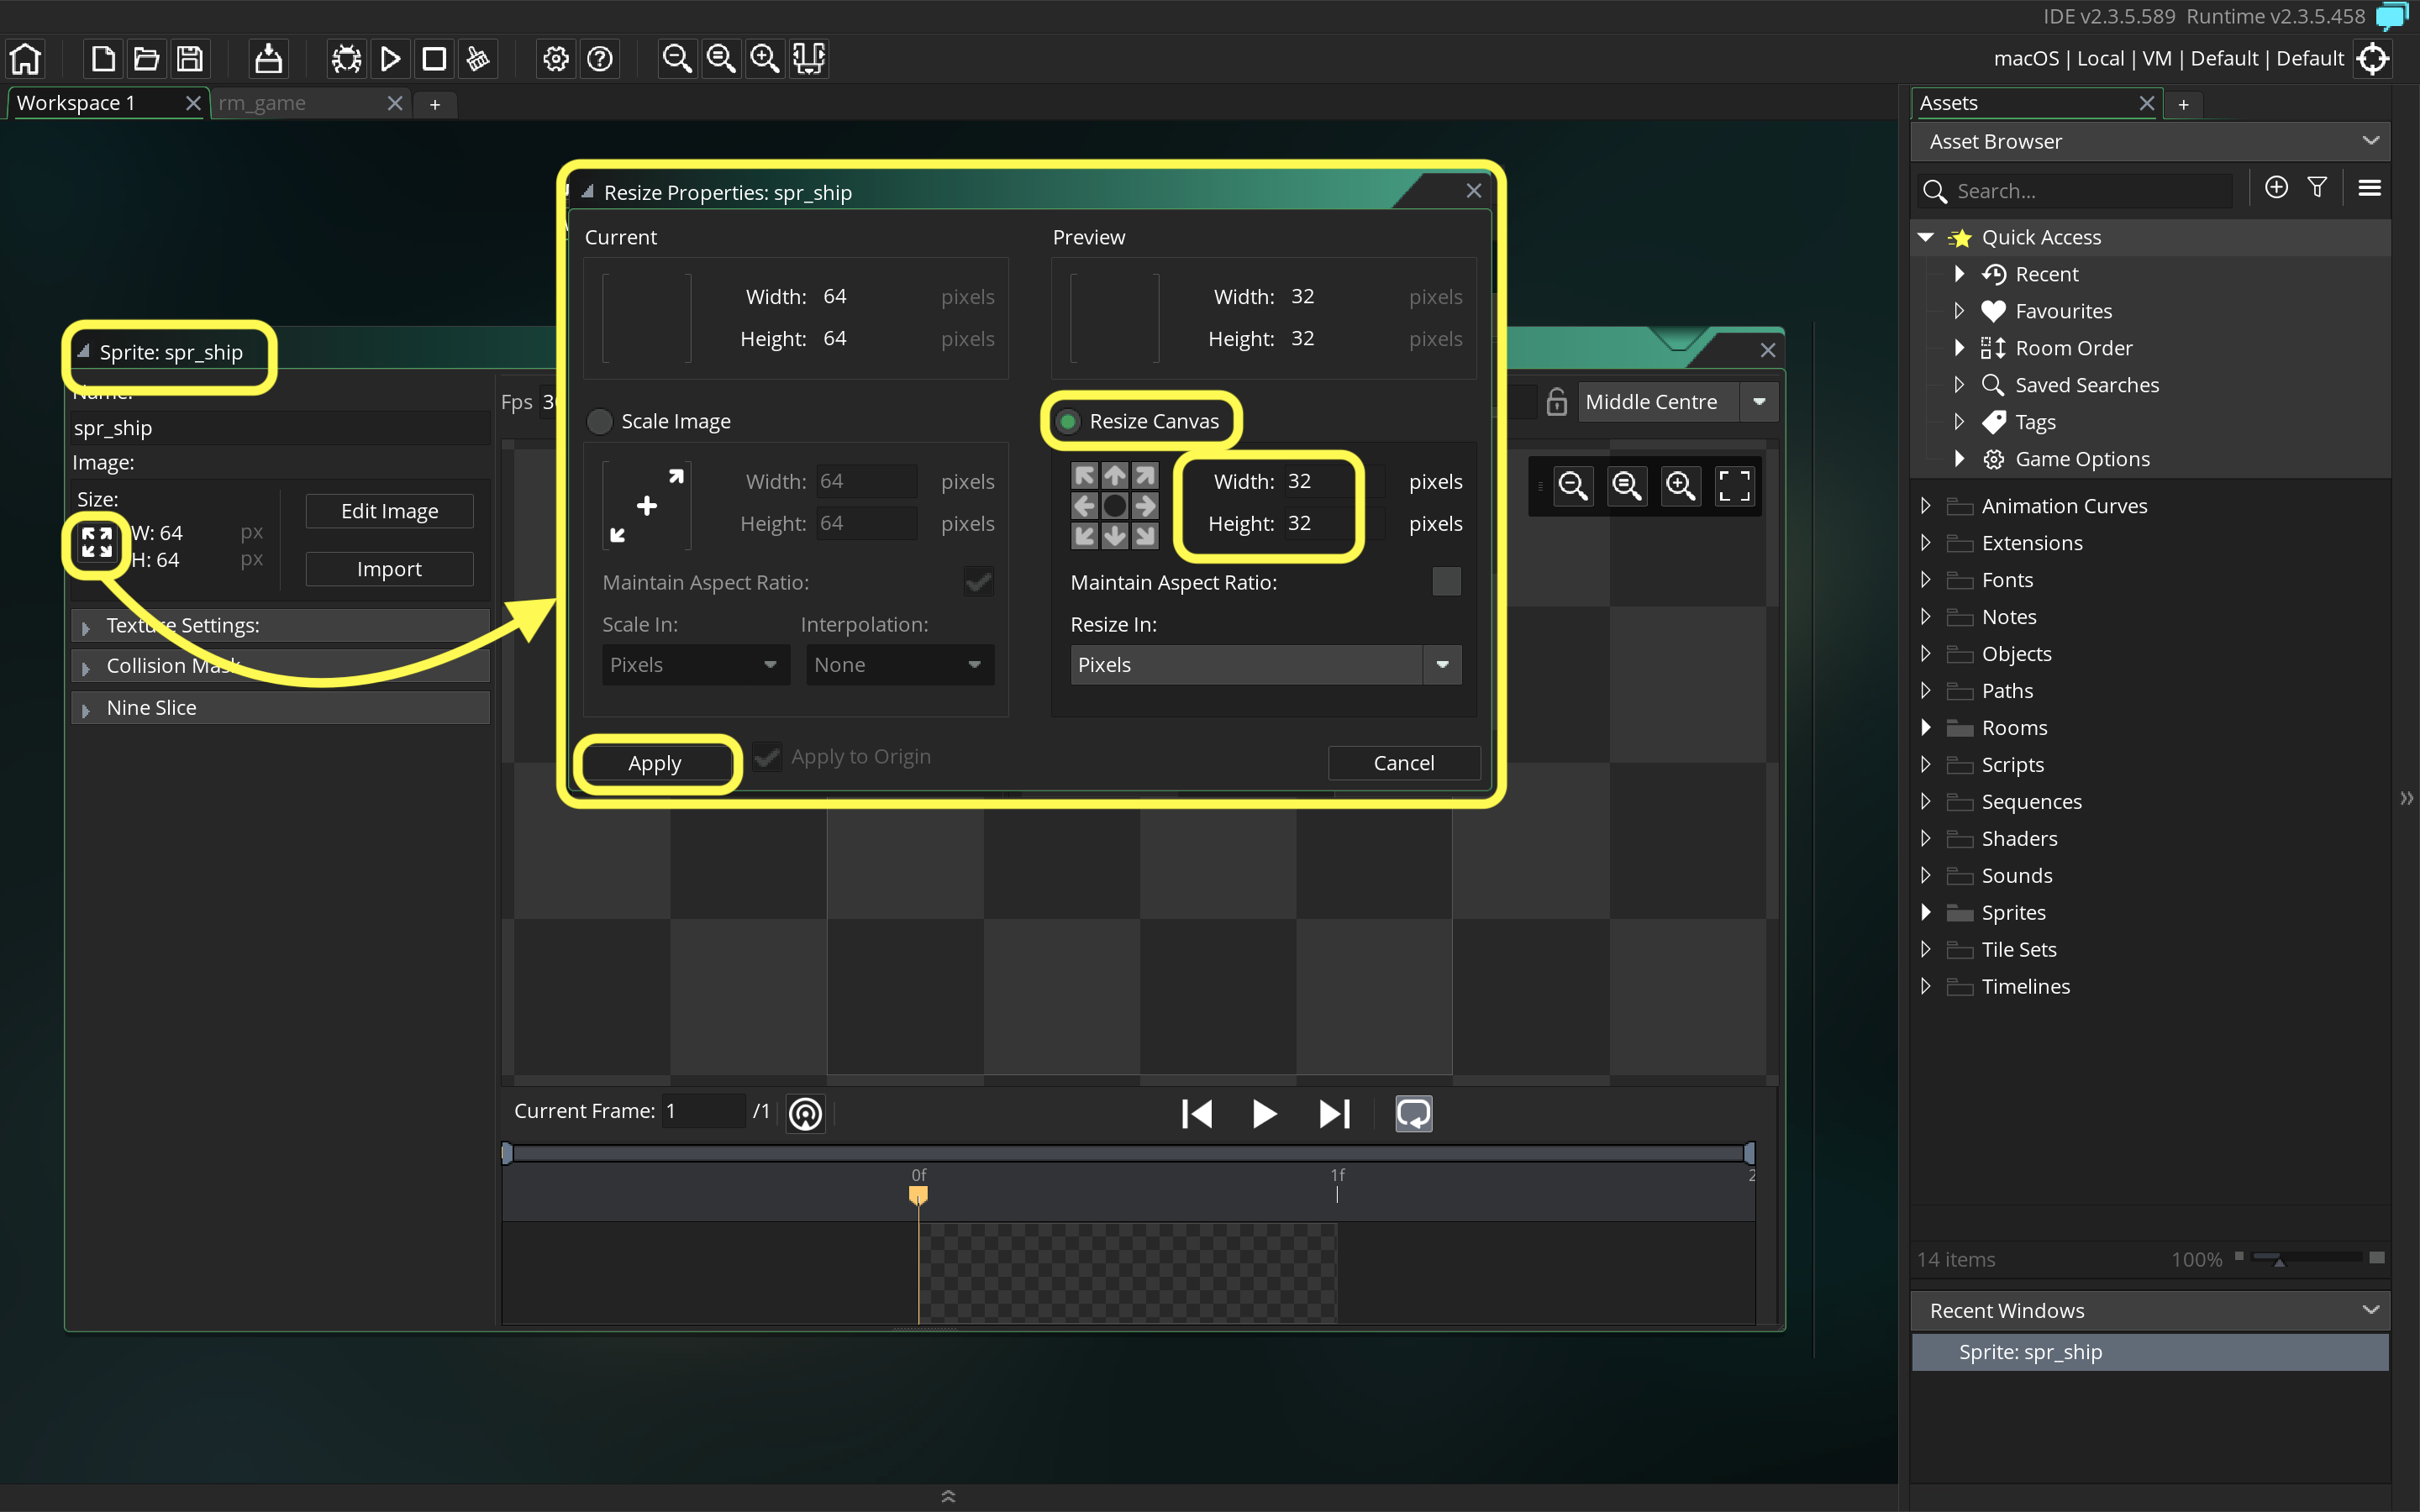 IDE v2.3.5.589 Runtime v2.3.5.458
macOS | Local | VM | Default | Default
Workspace 1
rm_game
+
Assets
+
Asset Browser
Search...
Quick Access
Recent
Favourites
Room Order
Saved Searches
Tags
Game Options
Animation Curves
Extensions
Fonts
Notes
Objects
Paths
Rooms
Scripts
Sequences
Shaders
Sounds
Sprites
Tile Sets
Timelines
14 items
100%
Recent Windows
Sprite: spr_ship
Sprite: spr_ship
Name:
spr_ship
Image:
Size:
W: 64 px
H: 64 px
Edit Image
Import
Texture Settings:
Collision Mask
Nine Slice
Fps
Middle Centre
Resize Properties: spr_ship
Current
Width: 64 pixels
Height: 64 pixels
Preview
Width: 32 pixels
Height: 32 pixels
Scale Image
Width: 64 pixels
Height: 64 pixels
Maintain Aspect Ratio:
Scale In:
Interpolation:
Pixels
None
Resize Canvas
Width: 32 pixels
Height: 32 pixels
Maintain Aspect Ratio:
Resize In:
Pixels
Apply
Apply to Origin
Cancel
Current Frame: 1 /1
0f
1f
2